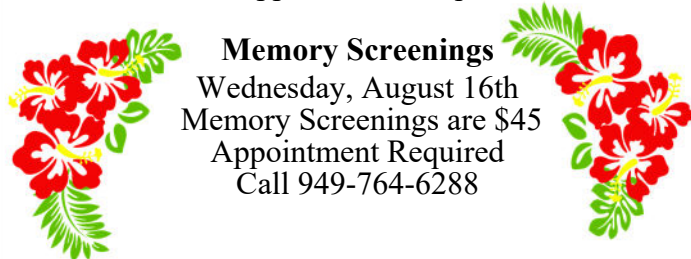 Memory Screenings
Wednesday, August 16th
Memory Screenings are $45
Appointment Required
Call 949-764-6288